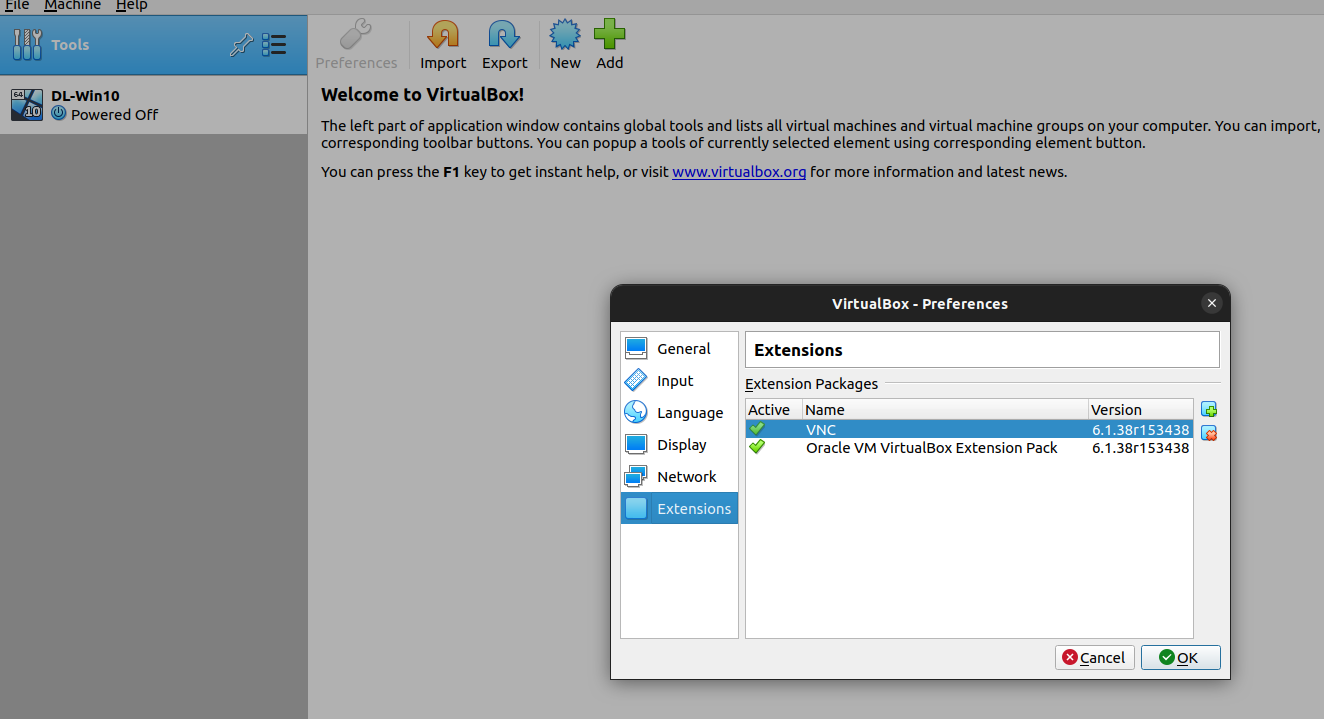 File Machine Help
Tools
Preferences Import Export New Add
64
10
DL-Win10
Powered Off
Welcome to VirtualBox!
The left part of application window contains global tools and lists all virtual machines and virtual machine groups on your computer. You can import,
corresponding toolbar buttons. You can popup a tools of currently selected element using corresponding element button.
You can press the F1 key to get instant help, or visit www.virtualbox.org for more information and latest news.
VirtualBox - Preferences
General
Input
Language
Display
Network
Extensions
Extensions
Extension Packages
Active Name Version
VNC 6.1.38r153438
Oracle VM VirtualBox Extension Pack 6.1.38r153438
Cancel OK